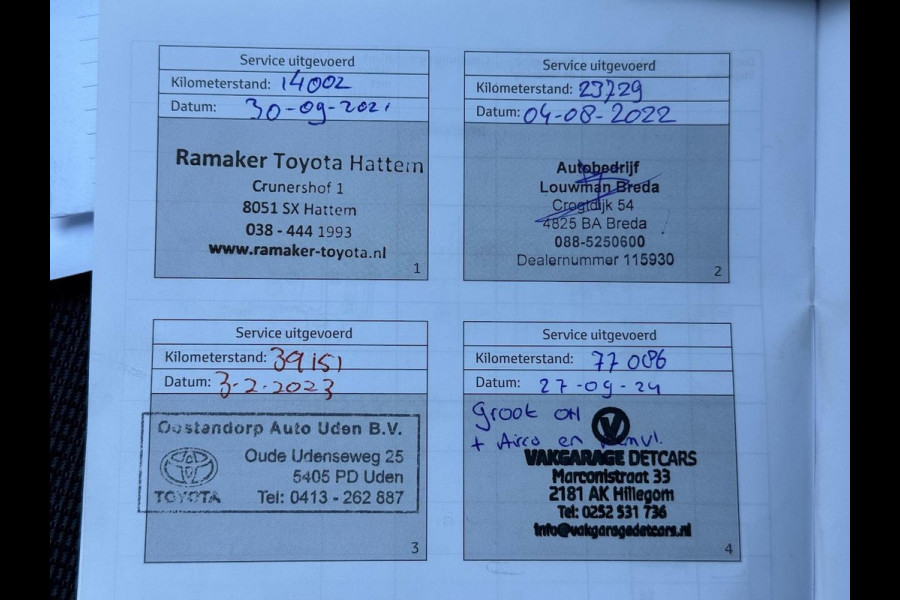 Service uitgevoerd
Kilometerstand: 14002
Datum: 30-09-2021
Ramaker Toyota Hattem
Crunershof 1
8051 SX Hattem
038 - 444 1993
www.ramaker-toyota.nl
1
Service uitgevoerd
Kilometerstand: 23729
Datum: 04-08-2022
Autobedrijf
Louwman Breda
Crogtdijk 54
4825 BA Breda
088-5250600
Dealernummer 115930
2
Service uitgevoerd
Kilometerstand: 39151
Datum: 3-2-2023
Oostendorp Auto Uden B.V.
Oude Udenseweg 25
5405 PD Uden
TOYOTA Tel: 0413 - 262 887
3
Service uitgevoerd
Kilometerstand: 77086
Datum: 27-09-24
Groot OH
+ Airco en
VAKGARAGE DETCARS
Marconistraat 33
2181 AK Hillegom
Tel: 0252 531 736
info@vakgaragedetcars.nl
4